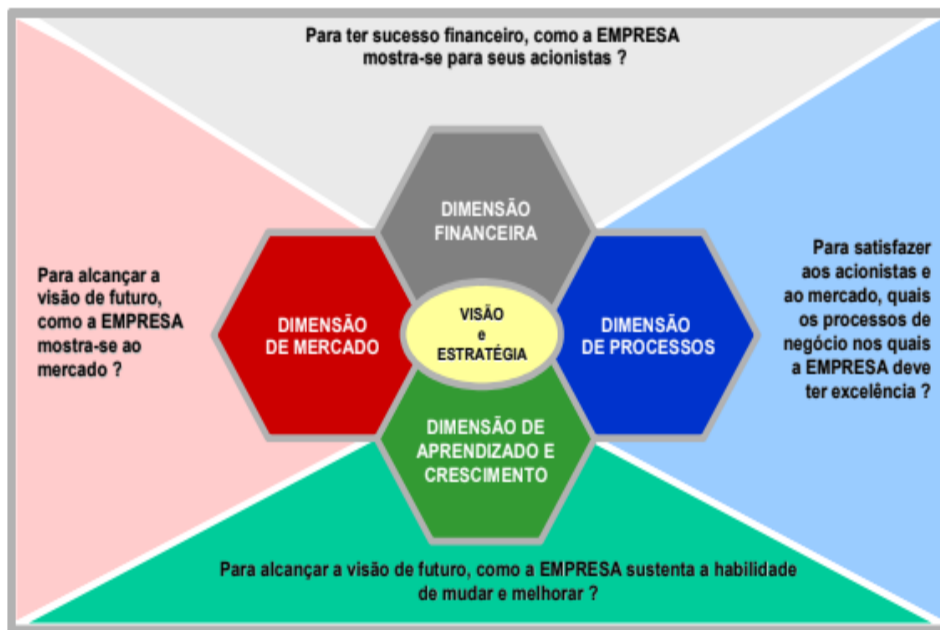 Para ter sucesso financeiro, como a EMPRESA
mostra-se para seus acionistas ?
DIMENSÃO
FINANCEIRA
Para alcançar a
visão de futuro,
como a EMPRESA
mostra-se ao
mercado ?
DIMENSÃO
DE MERCADO
VISÃO
e
ESTRATÉGIA
DIMENSÃO
DE PROCESSOS
Para satisfazer
aos acionistas e
ao mercado, quais
os processos de
negócio nos quais
a EMPRESA deve
ter excelência ?
DIMENSÃO DE
APRENDIZADO E
CRESCIMENTO
Para alcançar a visão de futuro, como a EMPRESA sustenta a habilidade
de mudar e melhorar ?